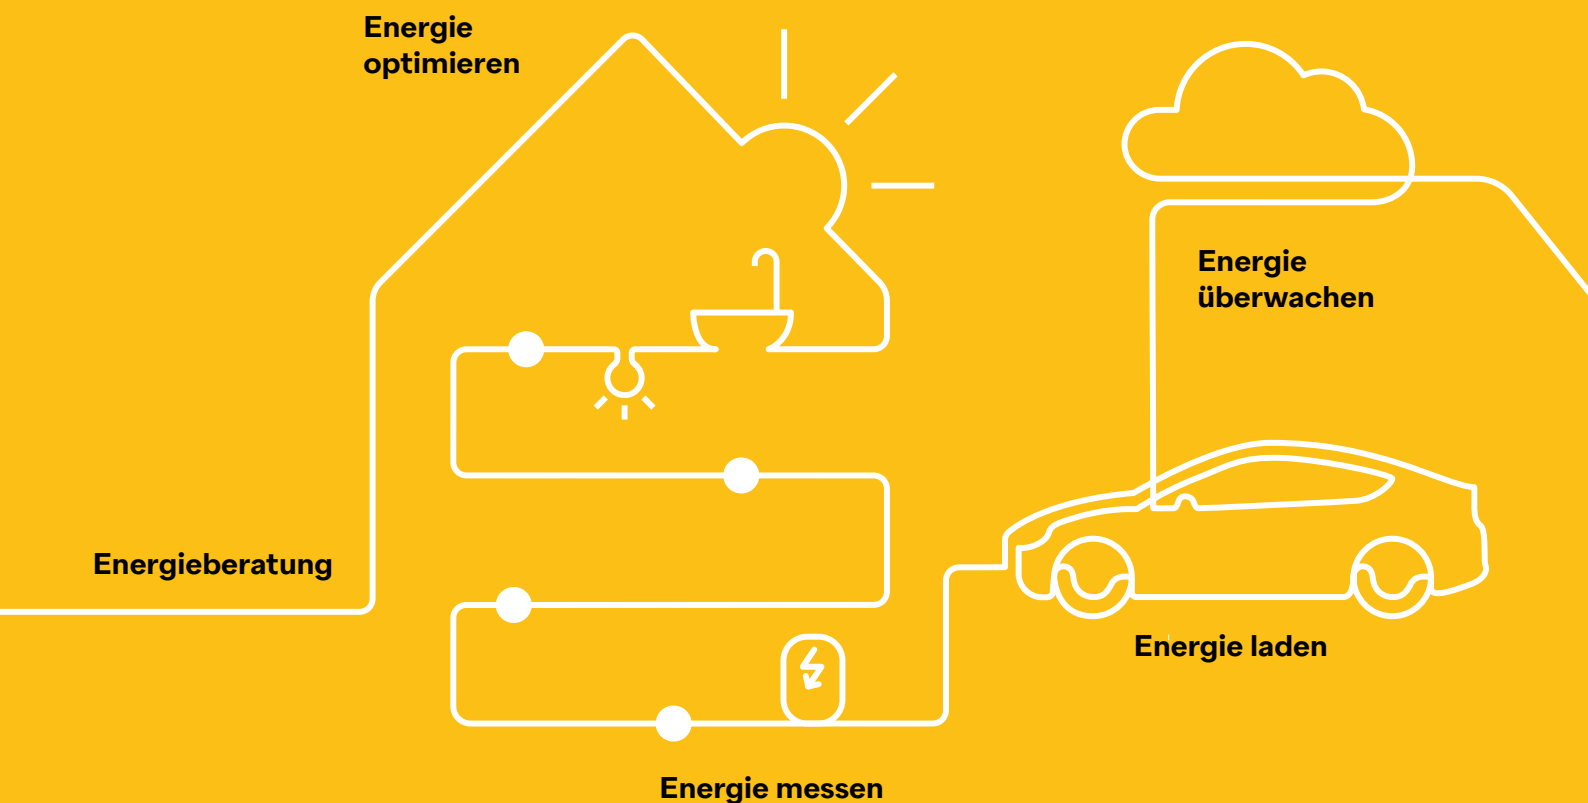 Energie
optimieren
Energie
überwachen
Energieberatung
Energie laden
Energie messen